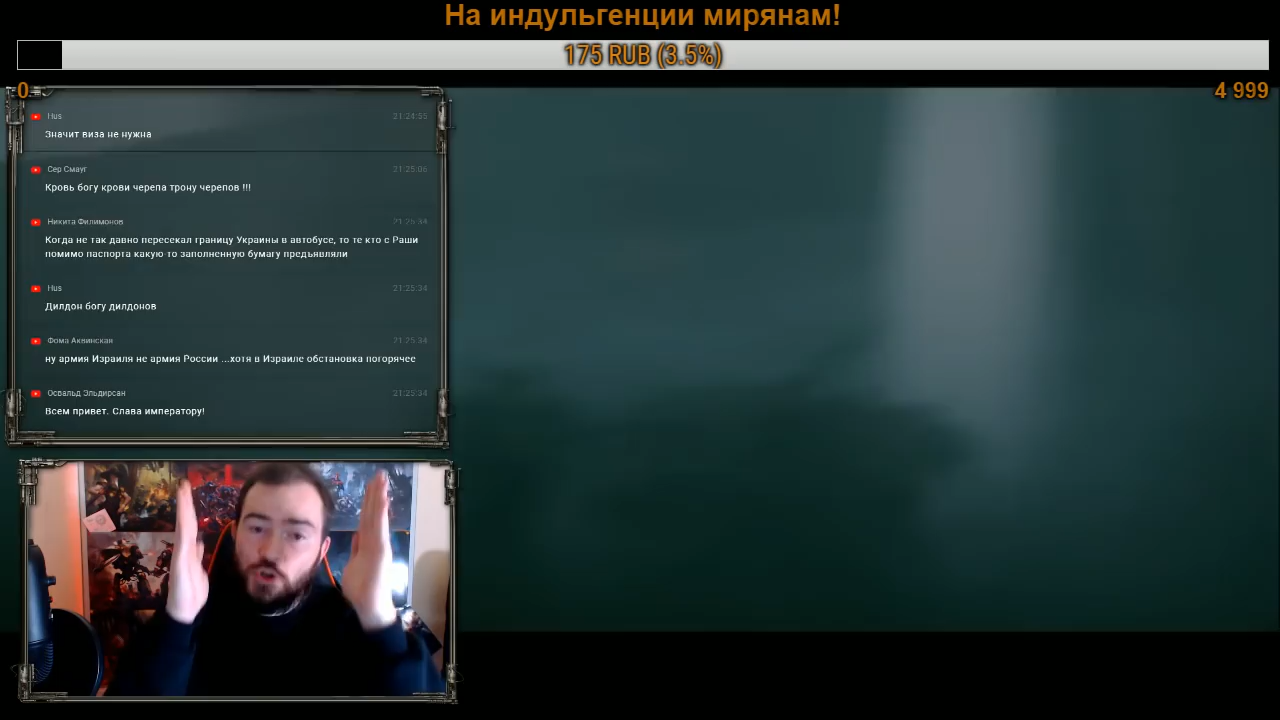 На индульгенции мирянам!
175 RUB (3.5%)
0
4 999
Hus 21:24:55
Значит виза не нужна
Сер Смауг 21:25:06
Кровь богу крови черепа трону черепов !!!
Никита Филимонов 21:25:34
Когда не так давно пересекал границу Украины в автобусе, то те кто с Раши
помимо паспорта какую-то заполненную бумагу предьявляли
Hus 21:25:34
Дилдон богу дилдонов
Фома Аквинская 21:25:34
ну армия Израиля не армия России ...хотя в Израиле обстановка погорячее
Освальд Эльдирсан 21:25:34
Всем привет. Слава императору!